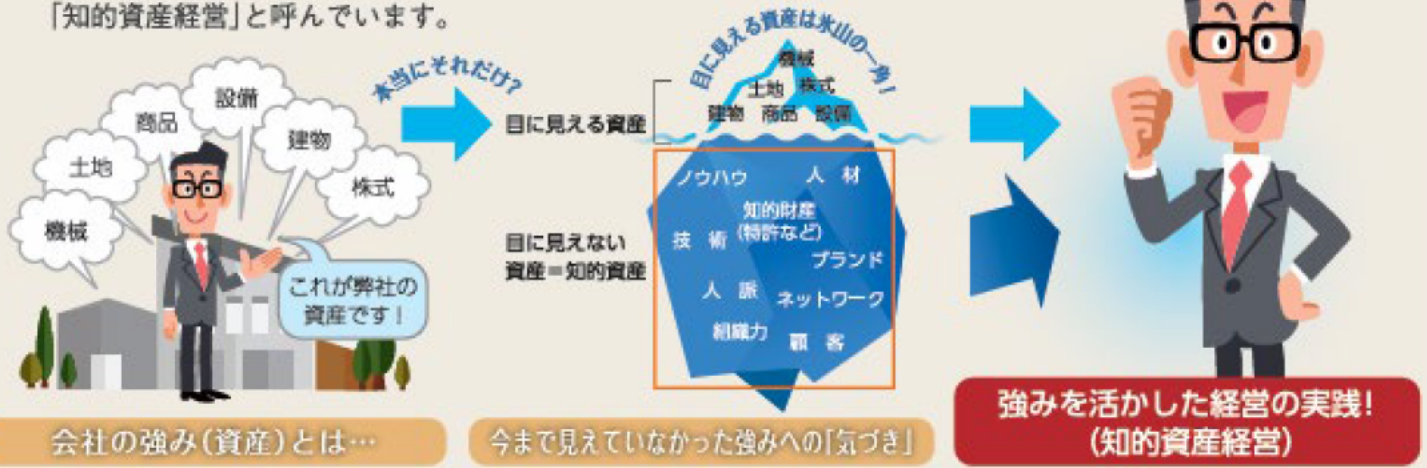 「知的資産経営」と呼んでいます。
設備
商品
建物
土地
株式
機械
これが弊社の
資産です!
会社の強み(資産)とは…
本当にそれだけ?
目に見える資産は氷山の一角!
機械
土地 株式
建物 商品 設備
目に見える資産
ノウハウ 人材
知的財産
(特許など)
技術
ブランド
人脈 ネットワーク
組織力 顧客
目に見えない
資産=知的資産
今まで見えていなかった強みへの「気づき」
強みを活かした経営の実践!
(知的資産経営)